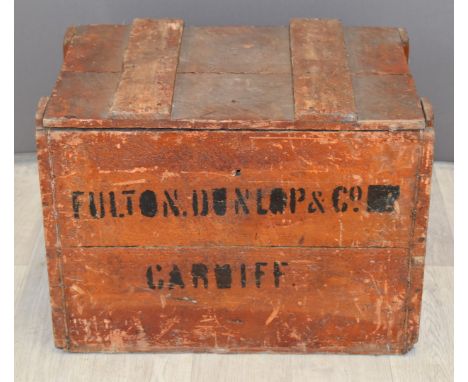 FULTON. DUNLOP & Co
CARDIFF.